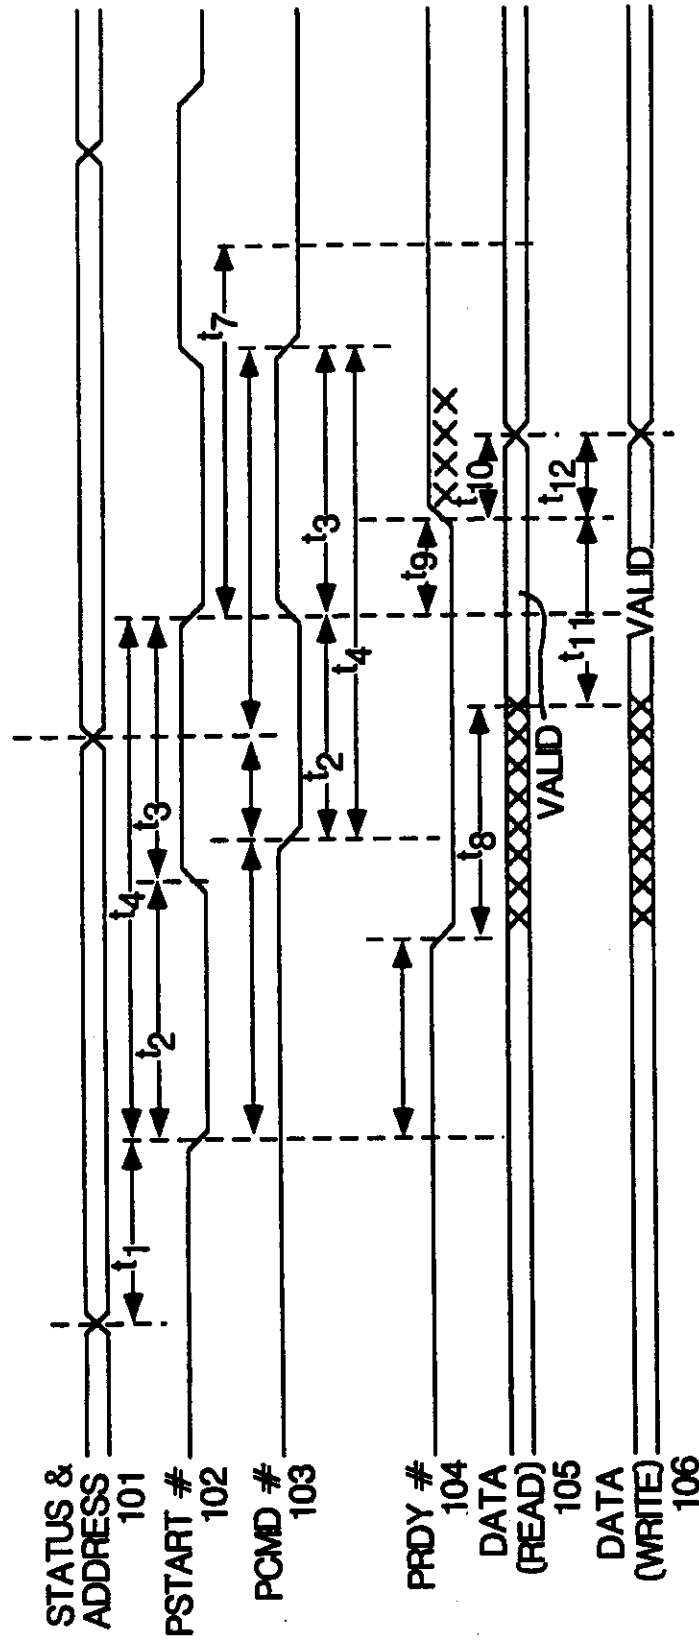 STATUS &
ADDRESS
101
PSTART #
102
PCMD #
103
PRDY #
104
DATA
(READ)
105
DATA
(WRITE)
106
t1
t4
t2
t3
t7
t2
t3
t4
t8
t9
t10
XXXX
VALID
t11
t12
VALID